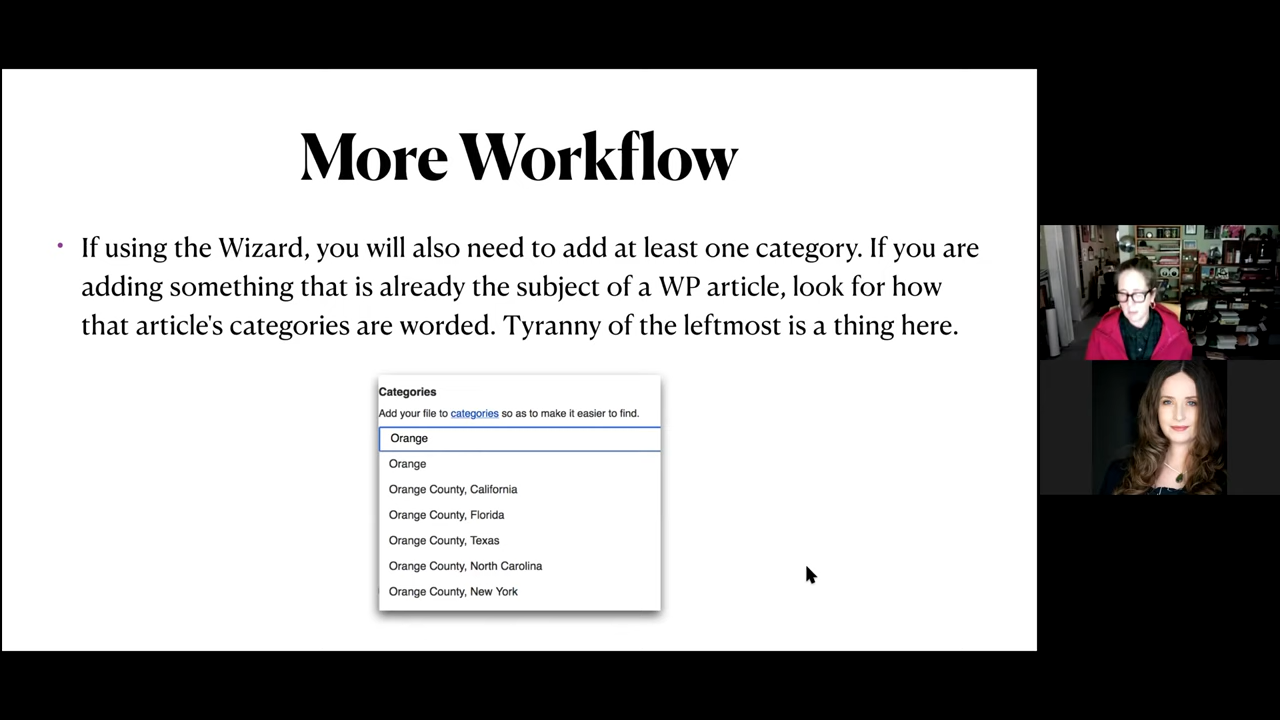 More Workflow
• If using the Wizard, you will also need to add at least one category. If you are
adding something that is already the subject of a WP article, look for how
that article's categories are worded. Tyranny of the leftmost is a thing here.
Categories
Add your file to categories so as to make it easier to find.
Orange
Orange
Orange County, California
Orange County, Florida
Orange County, Texas
Orange County, North Carolina
Orange County, New York